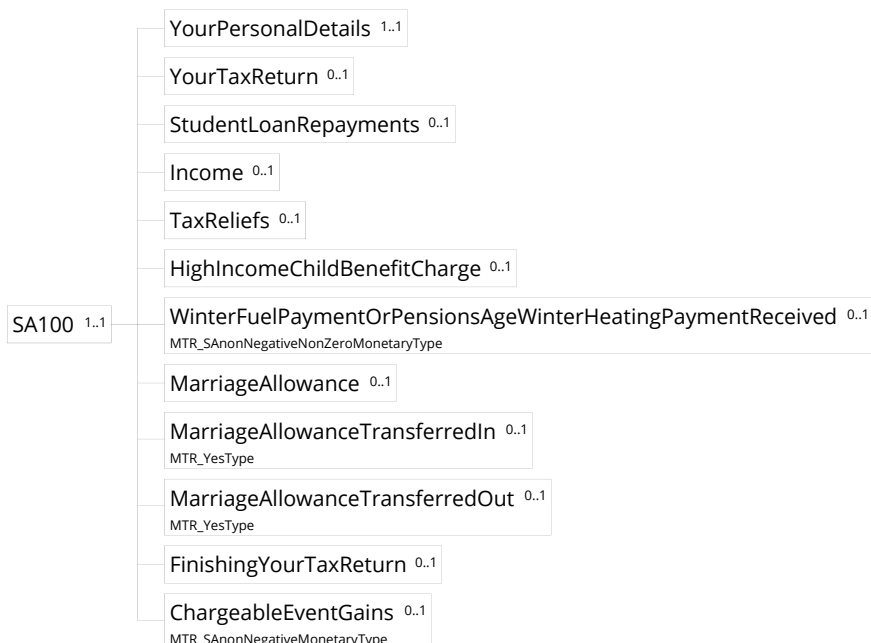 YourPersonalDetails 1..1
YourTaxReturn 0..1
StudentLoanRepayments 0..1
Income 0..1
TaxReliefs 0..1
HighIncomeChildBenefitCharge 0..1
SA100 1..1
WinterFuelPaymentOrPensionsAgeWinterHeatingPaymentReceived 0..1
MTR_SAnonNegativeNonZeroMonetaryType
MarriageAllowance 0..1
MarriageAllowanceTransferredIn 0..1
MTR_YesType
MarriageAllowanceTransferredOut 0..1
MTR_YesType
FinishingYourTaxReturn 0..1
ChargeableEventGains 0..1
MTR_SAnonNegativeMonetaryType